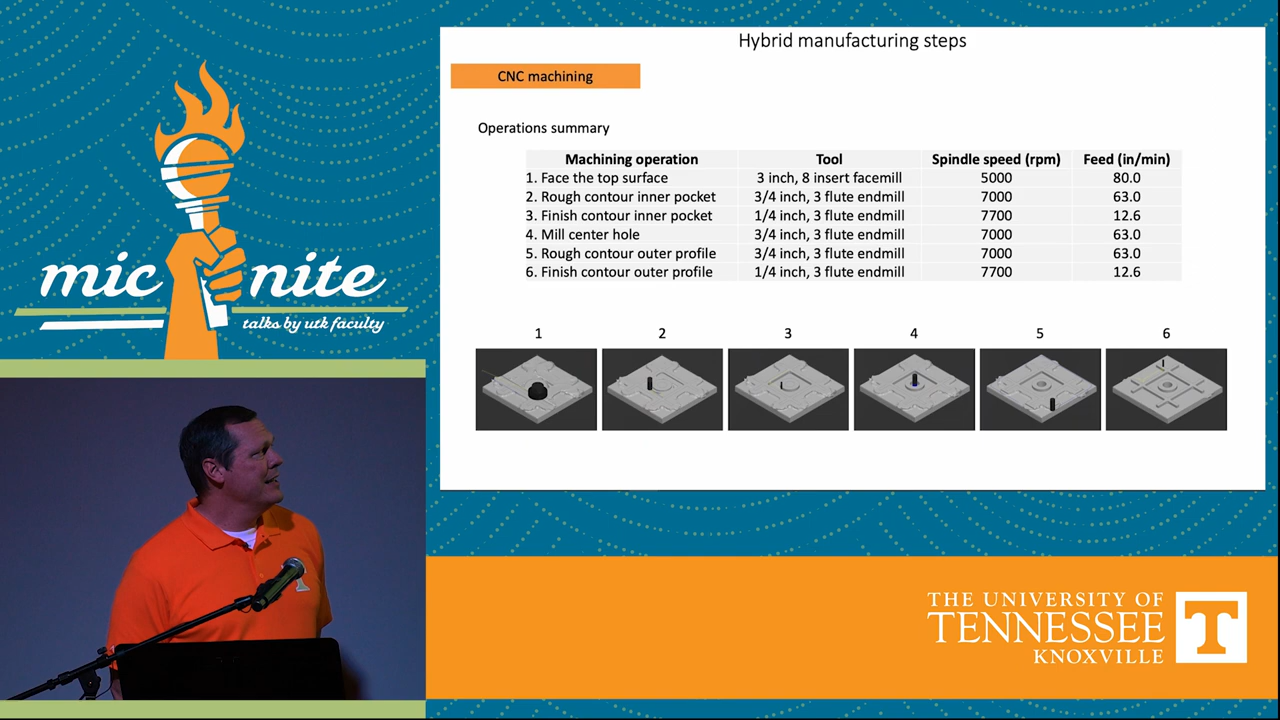 mic nite
talks by utk faculty
Hybrid manufacturing steps
CNC machining
Operations summary
Machining operation Tool Spindle speed (rpm) Feed (in/min)
1. Face the top surface 3 inch, 8 insert facemill 5000 80.0
2. Rough contour inner pocket 3/4 inch, 3 flute endmill 7000 63.0
3. Finish contour inner pocket 1/4 inch, 3 flute endmill 7700 12.6
4. Mill center hole 3/4 inch, 3 flute endmill 7000 63.0
5. Rough contour outer profile 3/4 inch, 3 flute endmill 7000 63.0
6. Finish contour outer profile 1/4 inch, 3 flute endmill 7700 12.6
1 2 3 4 5 6
THE UNIVERSITY OF
TENNESSEE
KNOXVILLE
T